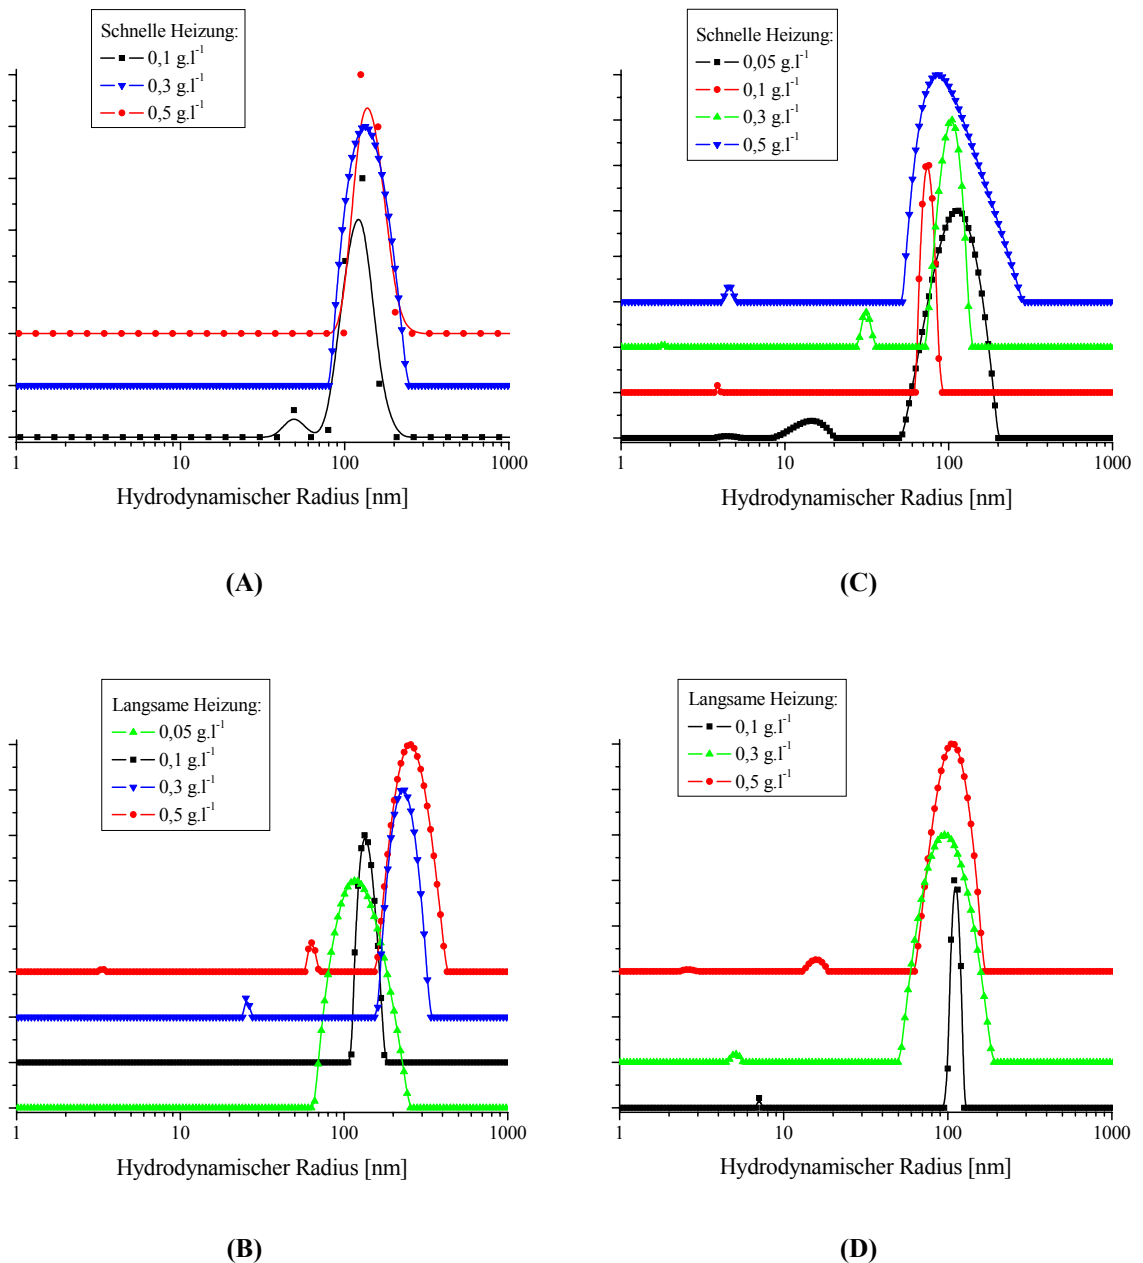 Schnelle Heizung:
0,1 g.l⁻¹
0,3 g.l⁻¹
0,5 g.l⁻¹
1 10 100 1000
Hydrodynamischer Radius [nm]
(A)
Schnelle Heizung:
0,05 g.l⁻¹
0,1 g.l⁻¹
0,3 g.l⁻¹
0,5 g.l⁻¹
1 10 100 1000
Hydrodynamischer Radius [nm]
(C)
Langsame Heizung:
0,05 g.l⁻¹
0,1 g.l⁻¹
0,3 g.l⁻¹
0,5 g.l⁻¹
1 10 100 1000
Hydrodynamischer Radius [nm]
(B)
Langsame Heizung:
0,1 g.l⁻¹
0,3 g.l⁻¹
0,5 g.l⁻¹
1 10 100 1000
Hydrodynamischer Radius [nm]
(D)